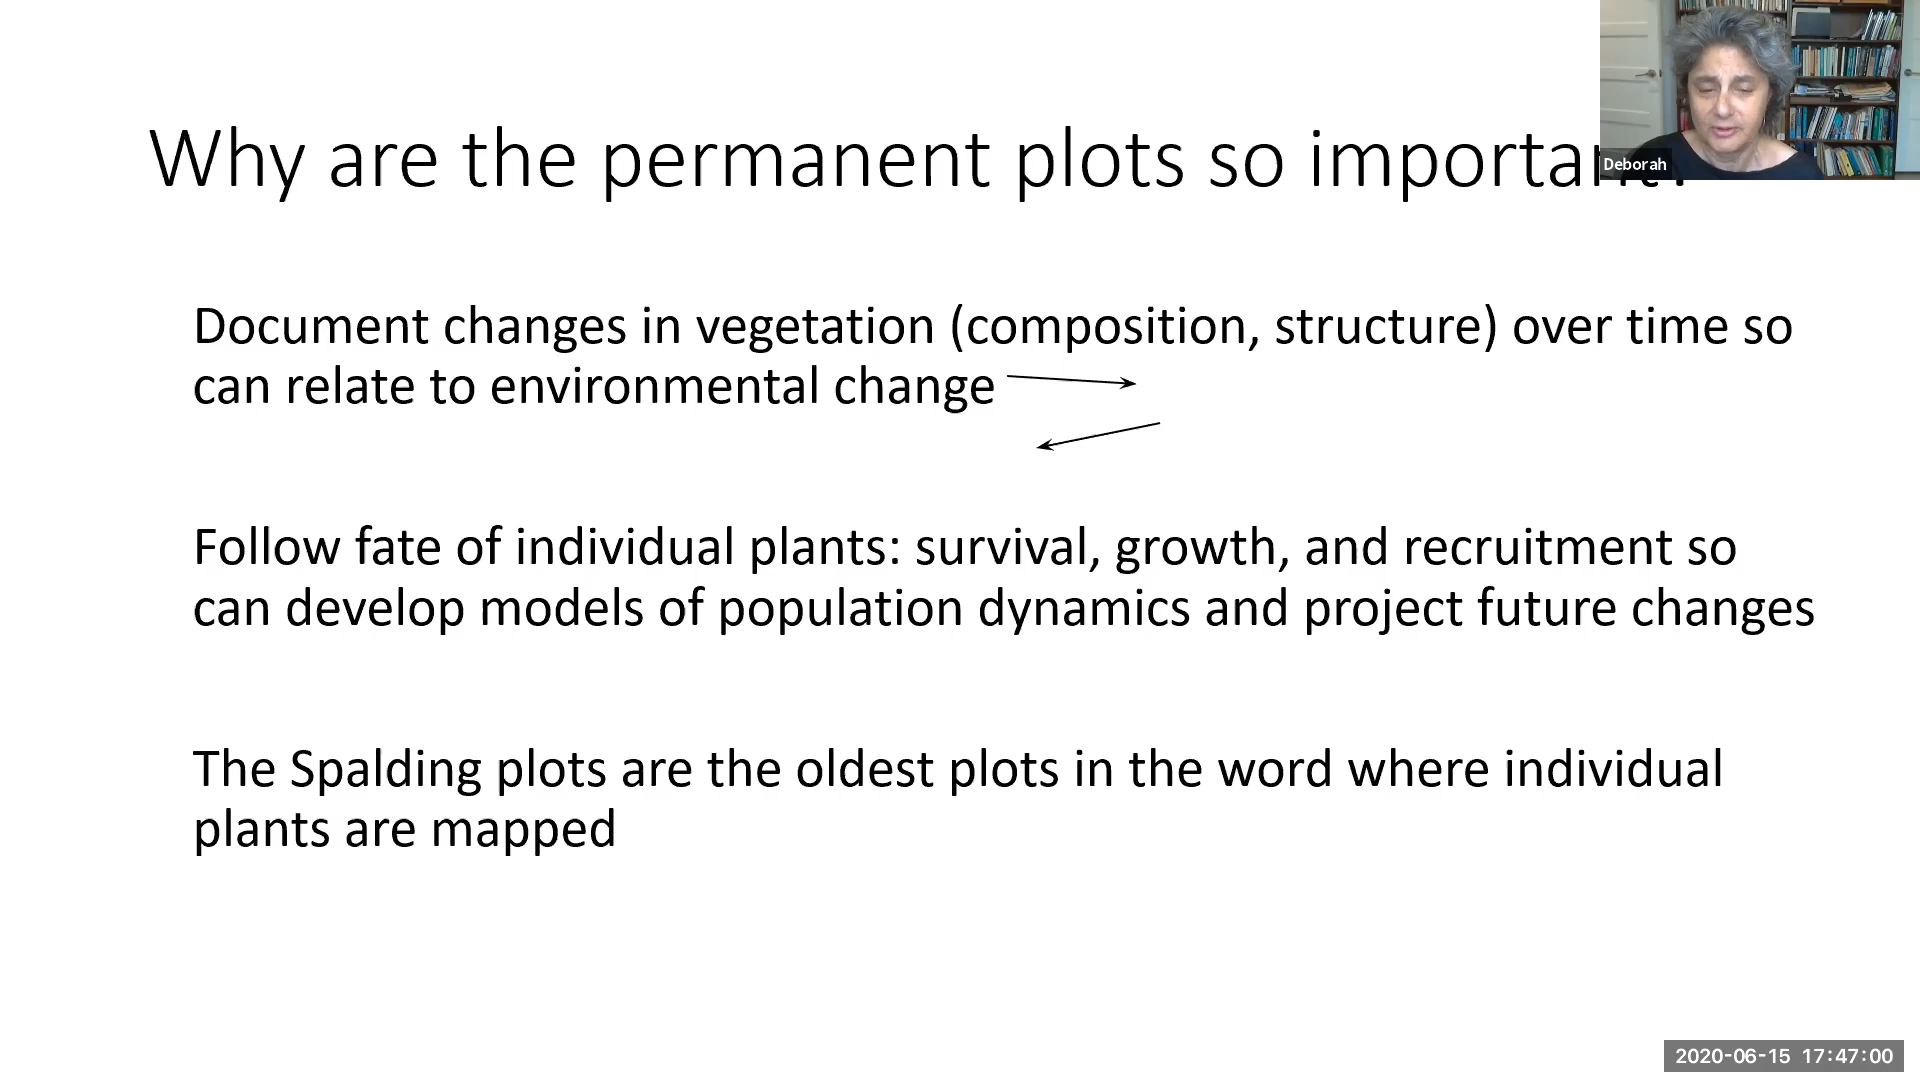 Why are the permanent plots so important?
Deborah
Document changes in vegetation (composition, structure) over time so
can relate to environmental change
Follow fate of individual plants: survival, growth, and recruitment so
can develop models of population dynamics and project future changes
The Spalding plots are the oldest plots in the word where individual
plants are mapped
2020-06-15 17:47:00